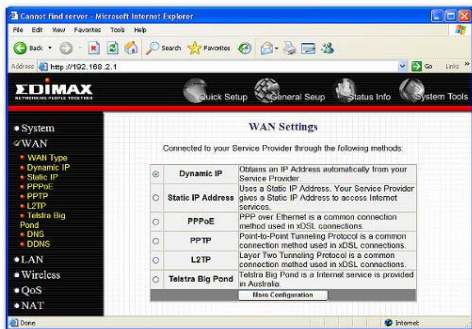 Cannot find server - Microsoft Internet Explorer
File Edit View Favorites Tools Help
Back Search Favorites
Address http://192.168.2.1 Go Links »
EDIMAX
NETWORKING PEOPLE TOGETHER
Quick Setup General Seup Status Info System Tools
System
WAN
WAN Type
Dynamic IP
Static IP
PPPoE
PPTP
L2TP
Telstra Big
Pond
DNS
DDNS
LAN
Wireless
QoS
NAT
WAN Settings
Connected to your Service Provider through the following methods:
Dynamic IP Obtains an IP Address automatically from your
Service Provider.
Static IP Address Uses a Static IP Address. Your Service Provider
gives a Static IP Address to access Internet
services.
PPPoE PPP over Ethernet is a common connection
method used in xDSL connections.
PPTP Point-to-Point Tunneling Protocol is a common
connection method used in xDSL connections.
L2TP Layer Two Tunneling Protocol is a common
connection method used in xDSL connections.
Telstra Big Pond Telstra Big Pond is a Internet service is provided
in Australia.
More Configuration
Done Internet